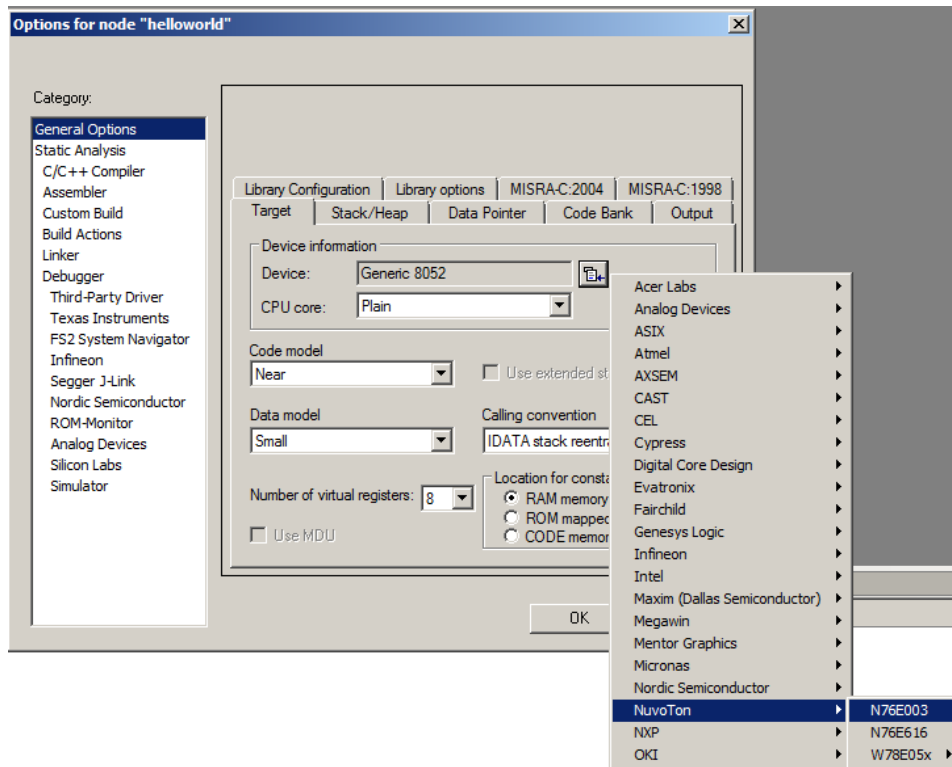 Options for node "helloworld"
Category:
General Options
Static Analysis
C/C++ Compiler
Assembler
Custom Build
Build Actions
Linker
Debugger
Third-Party Driver
Texas Instruments
FS2 System Navigator
Infineon
Segger J-Link
Nordic Semiconductor
ROM-Monitor
Analog Devices
Silicon Labs
Simulator
Library Configuration Library options MISRA-C:2004 MISRA-C:1998
Target Stack/Heap Data Pointer Code Bank Output
Device information
Device: Generic 8052
CPU core: Plain
Code model
Near
Use extended st
Data model
Small
Calling convention
IDATA stack reentra
Number of virtual registers: 8
Use MDU
Location for consta
RAM memory
ROM mapped
CODE memor
OK
Acer Labs
Analog Devices
ASIX
Atmel
AXSEM
CAST
CEL
Cypress
Digital Core Design
Evatronix
Fairchild
Genesys Logic
Infineon
Intel
Maxim (Dallas Semiconductor)
Megawin
Mentor Graphics
Micronas
Nordic Semiconductor
NuvoTon
NXP
OKI
N76E003
N76E616
W78E05x